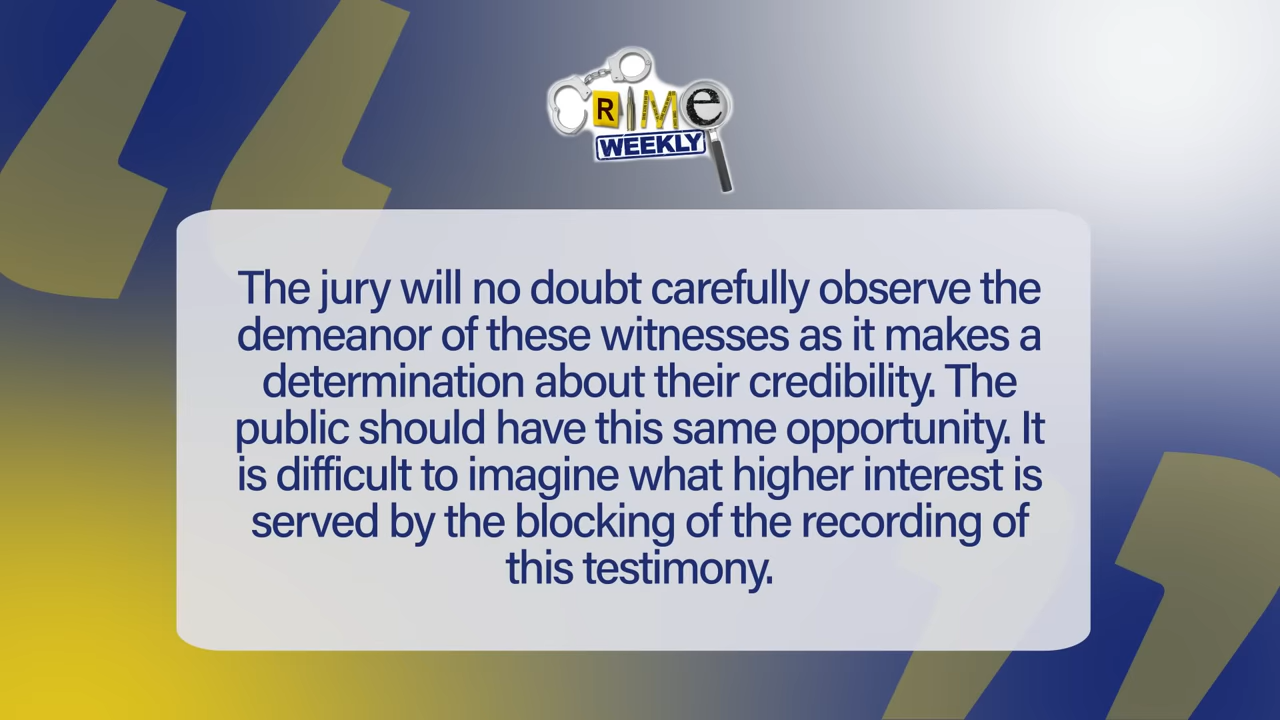 CRIMe
WEEKLY
The jury will no doubt carefully observe the
demeanor of these witnesses as it makes a
determination about their credibility. The
public should have this same opportunity. It
is difficult to imagine what higher interest is
served by the blocking of the recording of
this testimony.